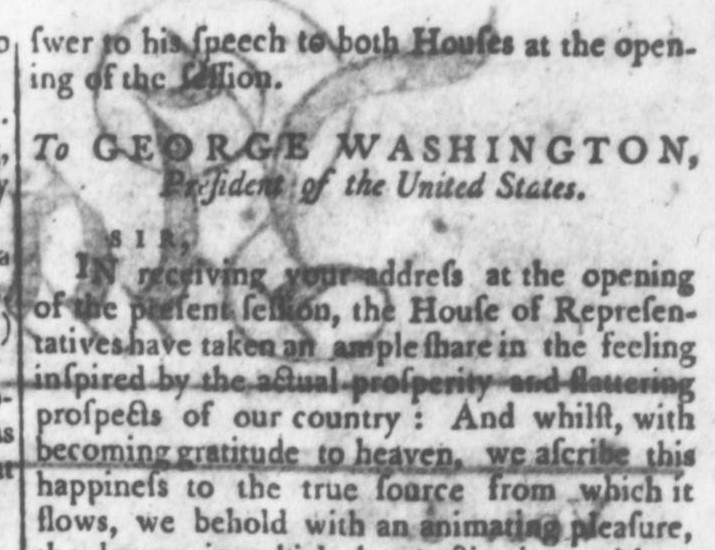 ſwer to his ſpeech to both Houſes at the open-
ing of the ſeſſion.
To GEORGE WASHINGTON,
Preſident of the United States.
SIR,
IN receiving your addreſs at the opening
of the preſent ſeſſion, the Houſe of Repreſen-
tatives have taken an ample ſhare in the feeling
inſpired by the actual proſperity and flattering
proſpects of our country : And whilſt, with
becoming gratitude to heaven, we aſcribe this
happineſs to the true ſource from which it
flows, we behold with an animating pleaſure,